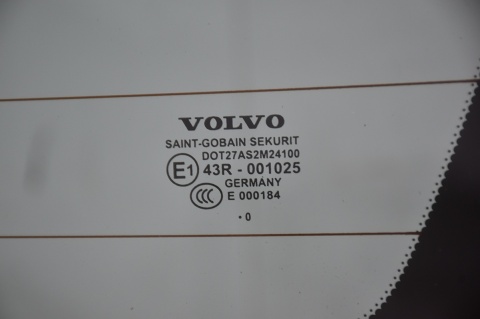 VOLVO
SAINT-GOBAIN SEKURIT
DOT27AS2M24100
E1 43R - 001025
GERMANY
CCC E 000184
· 0